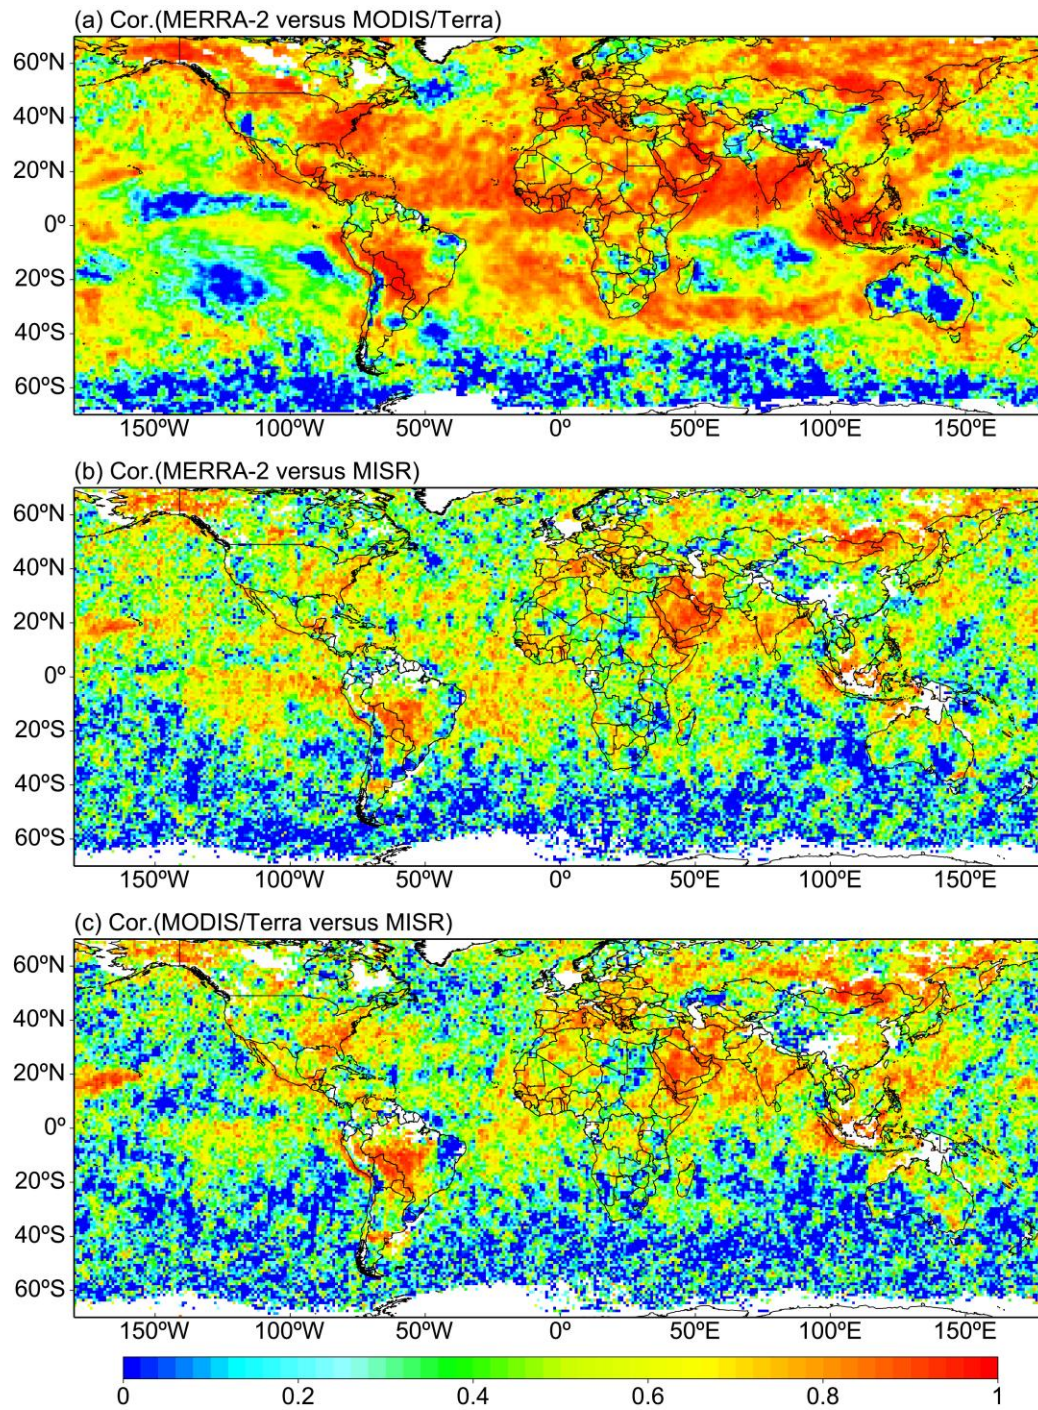 (a) Cor.(MERRA-2 versus MODIS/Terra)
60ºN
40ºN
20ºN
0º
20ºS
40ºS
60ºS
150ºW 100ºW 50ºW 0º 50ºE 100ºE 150ºE
(b) Cor.(MERRA-2 versus MISR)
60ºN
40ºN
20ºN
0º
20ºS
40ºS
60ºS
150ºW 100ºW 50ºW 0º 50ºE 100ºE 150ºE
(c) Cor.(MODIS/Terra versus MISR)
60ºN
40ºN
20ºN
0º
20ºS
40ºS
60ºS
150ºW 100ºW 50ºW 0º 50ºE 100ºE 150ºE
0 0.2 0.4 0.6 0.8 1